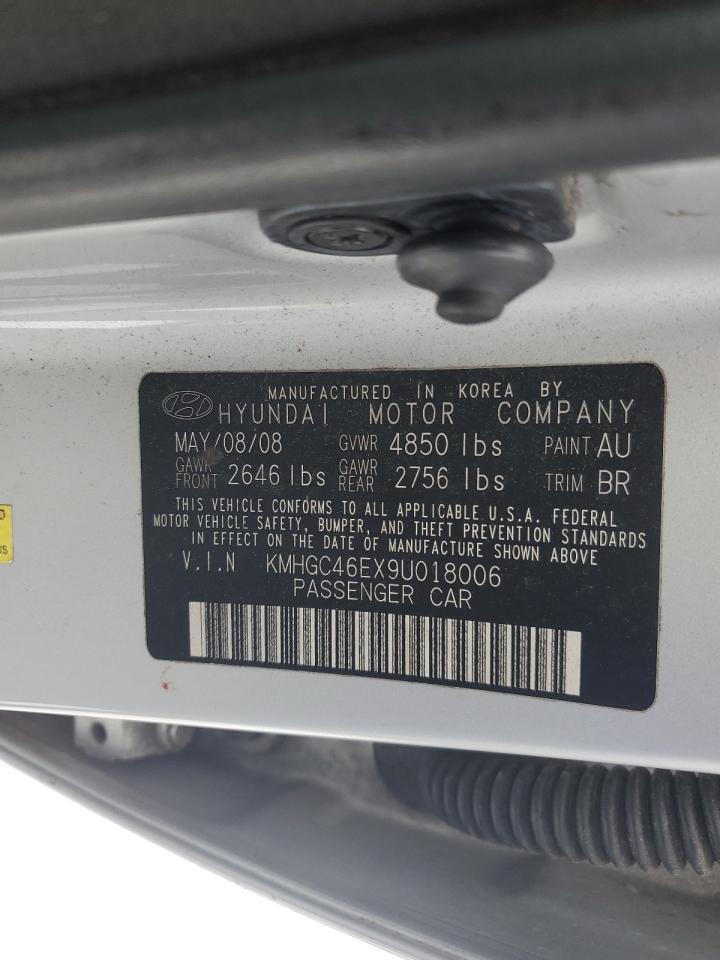 MANUFACTURED IN KOREA BY
HYUNDAI MOTOR COMPANY
MAY/08/08 GVWR 4850 lbs PAINT AU
GAWR FRONT 2646 lbs GAWR REAR 2756 lbs TRIM BR
THIS VEHICLE CONFORMS TO ALL APPLICABLE U.S.A. FEDERAL
MOTOR VEHICLE SAFETY, BUMPER, AND THEFT PREVENTION STANDARDS
IN EFFECT ON THE DATE OF MANUFACTURE SHOWN ABOVE
V.I.N KMHGC46EX9U018006
PASSENGER CAR